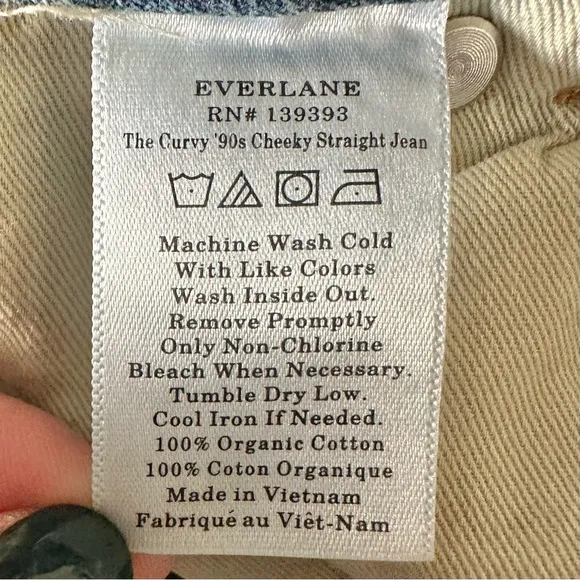 EVERLANE
RN# 139393
The Curvy '90s Cheeky Straight Jean
Machine Wash Cold
With Like Colors
Wash Inside Out.
Remove Promptly
Only Non-Chlorine
Bleach When Necessary.
Tumble Dry Low.
Cool Iron If Needed.
100% Organic Cotton
100% Coton Organique
Made in Vietnam
Fabriqué au Viêt-Nam